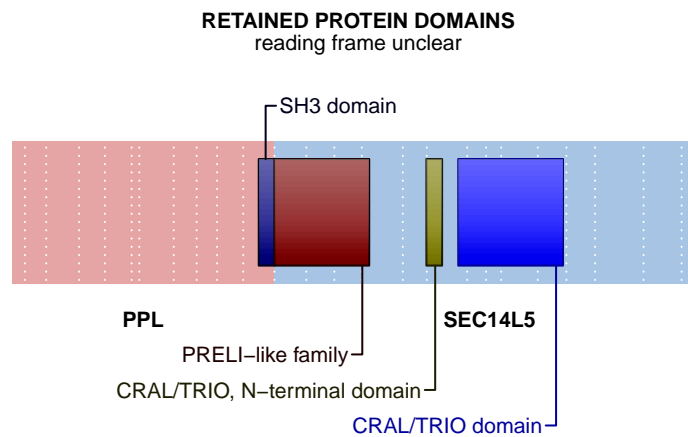 RETAINED PROTEIN DOMAINS
reading frame unclear
SH3 domain
PPL
SEC14L5
PRELI−like family
CRAL/TRIO, N−terminal domain
CRAL/TRIO domain